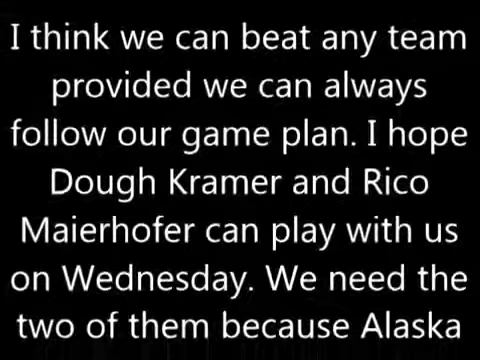 I think we can beat any team
provided we can always
follow our game plan. I hope
Dough Kramer and Rico
Maierhofer can play with us
on Wednesday. We need the
two of them because Alaska